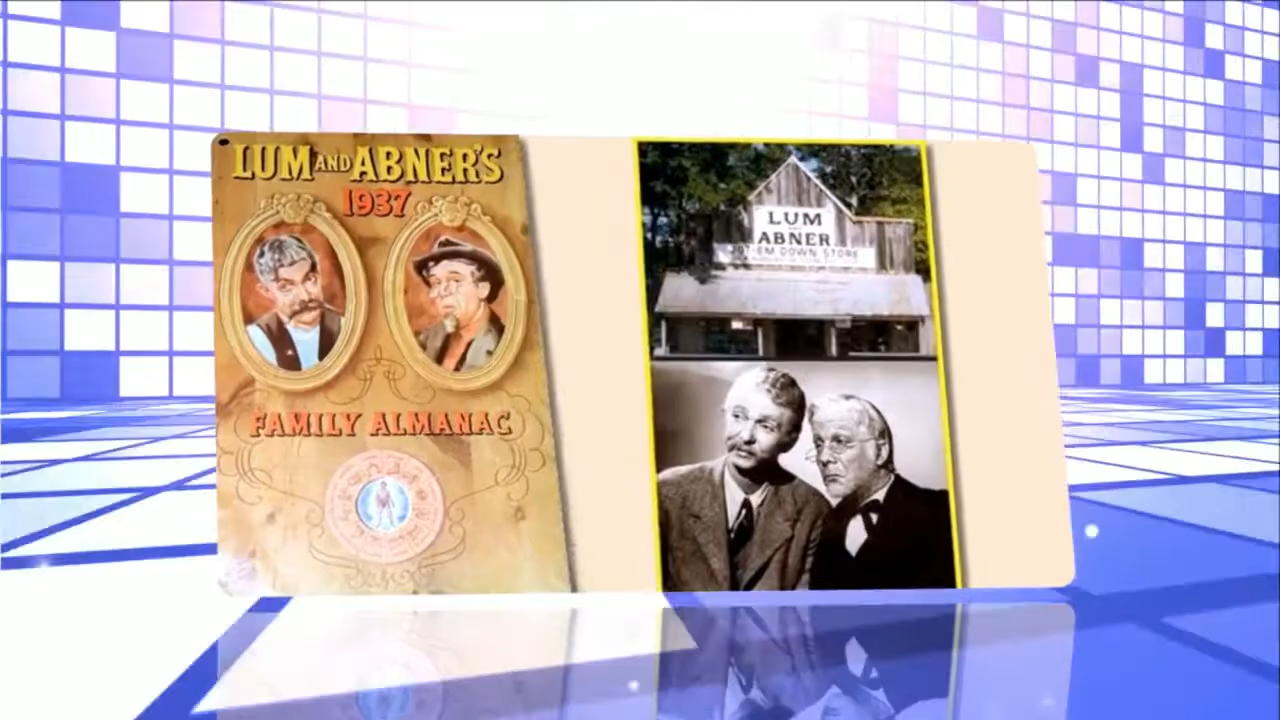 LUM AND ABNER'S
1937
FAMILY ALMANAC
LUM
ABNER
JOT-EM DOWN STORE